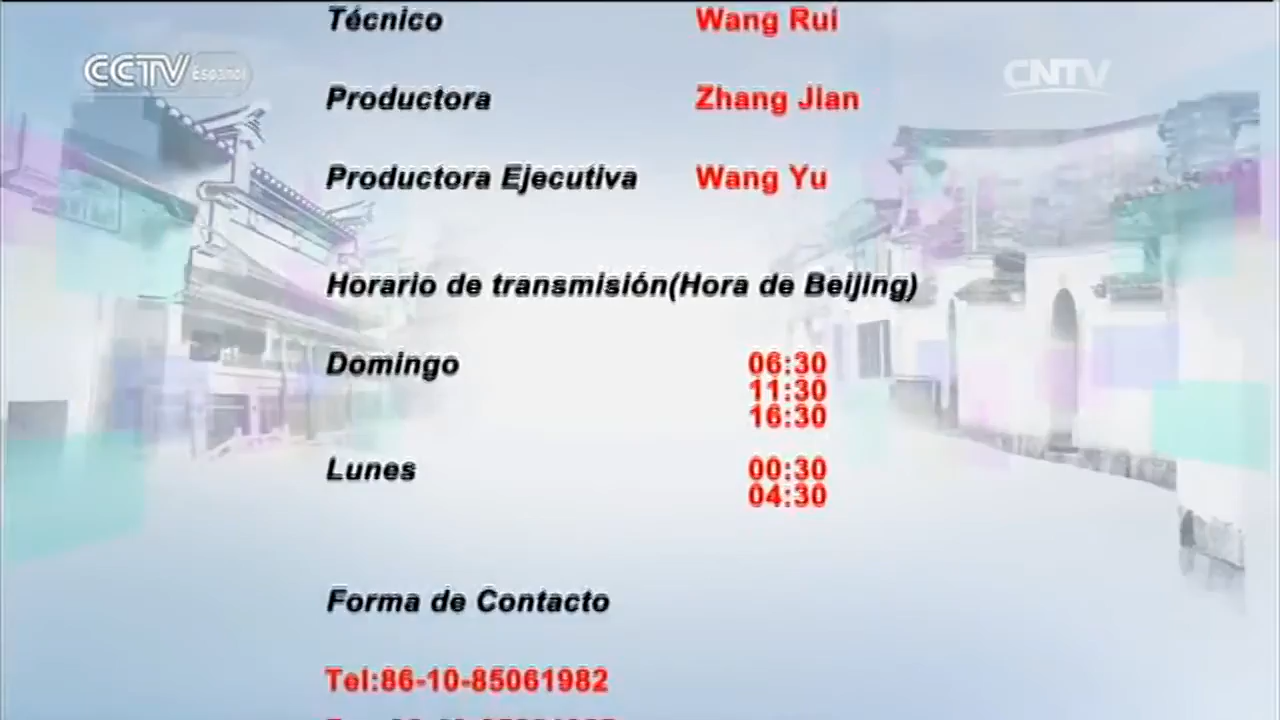 Técnico Wang Rui
CCTV Español CNTV
Productora Zhang Jian
Productora Ejecutiva Wang Yu
Horario de transmisión(Hora de Beijing)
Domingo 06:30
11:30
16:30
Lunes 00:30
04:30
Forma de Contacto
Tel:86-10-85061982